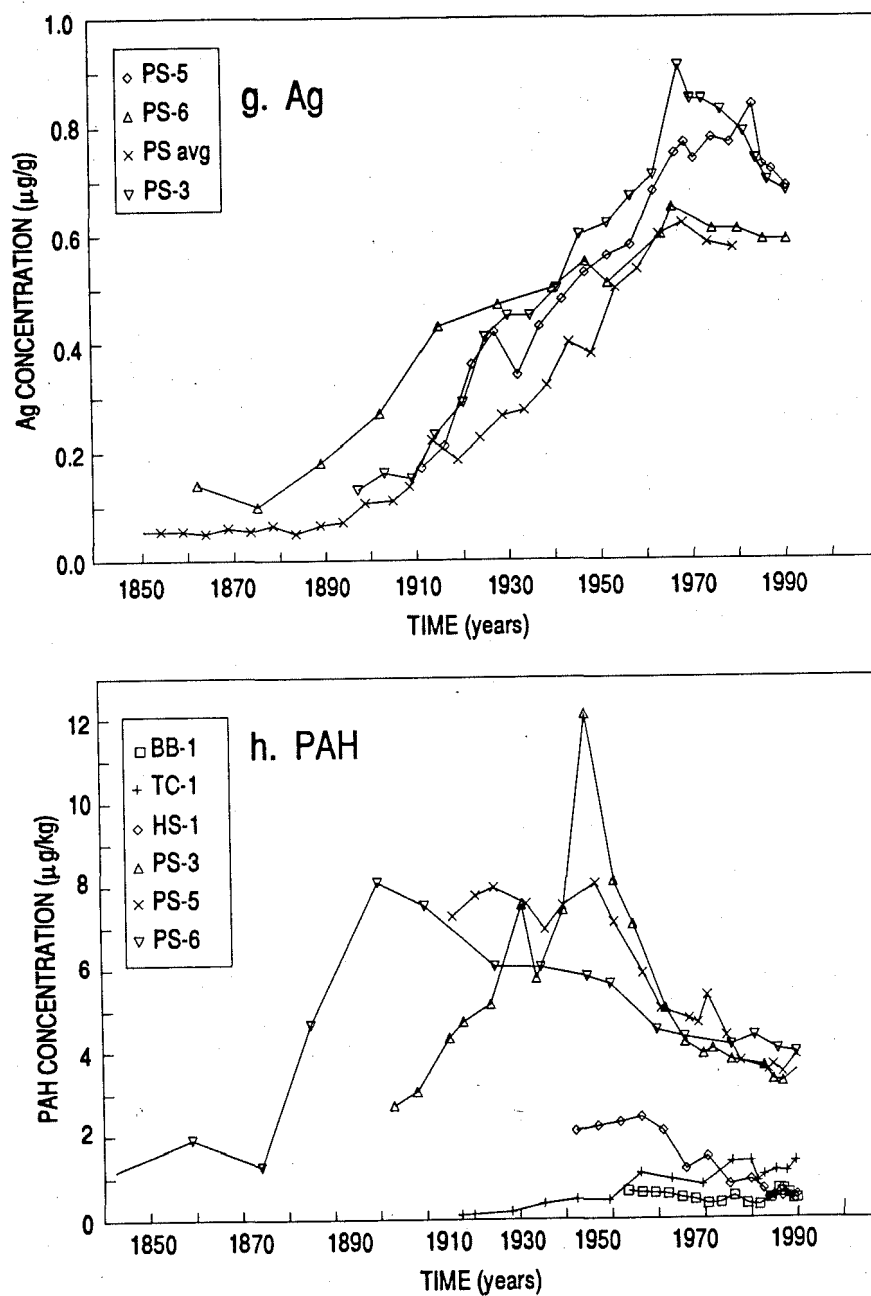 g. Ag
PS-5
PS-6
PS avg
PS-3
Ag CONCENTRATION (µg/g)
1.0
0.8
0.6
0.4
0.2
0.0
1850 1870 1890 1910 1930 1950 1970 1990
TIME (years)
h. PAH
BB-1
TC-1
HS-1
PS-3
PS-5
PS-6
PAH CONCENTRATION (µg/kg)
12
10
8
6
4
2
0
1850 1870 1890 1910 1930 1950 1970 1990
TIME (years)